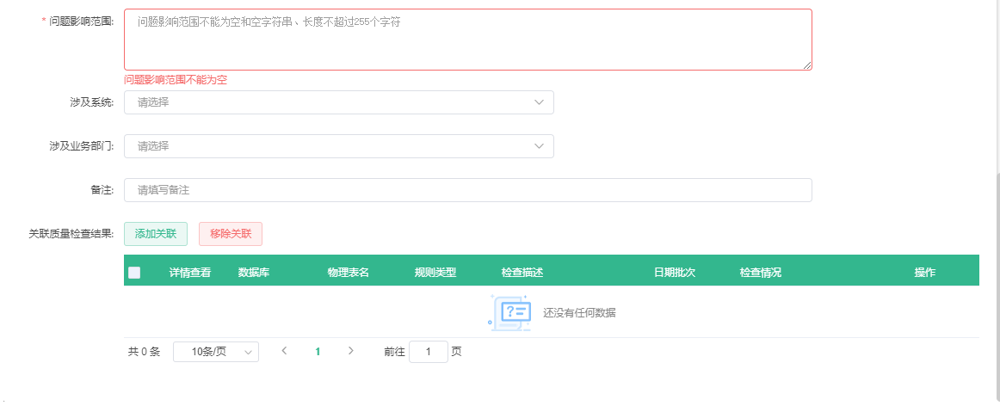 * 问题影响范围: 问题影响范围不能为空和空字符串、长度不超过255个字符
问题影响范围不能为空
涉及系统: 请选择
涉及业务部门: 请选择
备注: 请填写备注
关联质量检查结果: 添加关联 移除关联
详情查看 数据库 物理表名 规则类型 检查描述 日期批次 检查情况 操作
?=
还没有任何数据
共 0 条 10条/页 1 前往 1 页